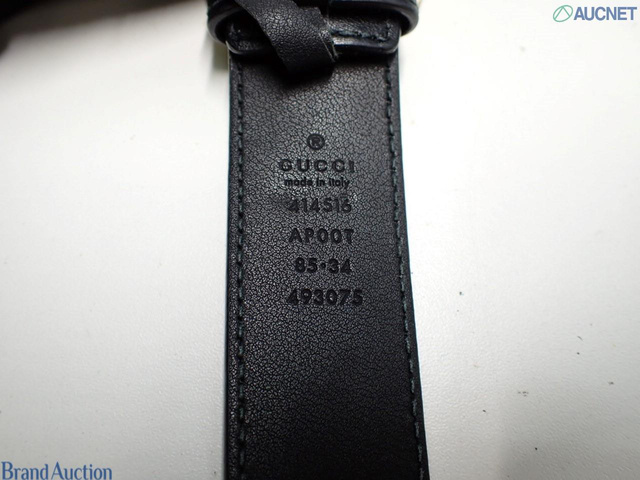 AUCNET
®
GUCCI
made in italy
414516
AP00T
85·34
493075
Brand Auction